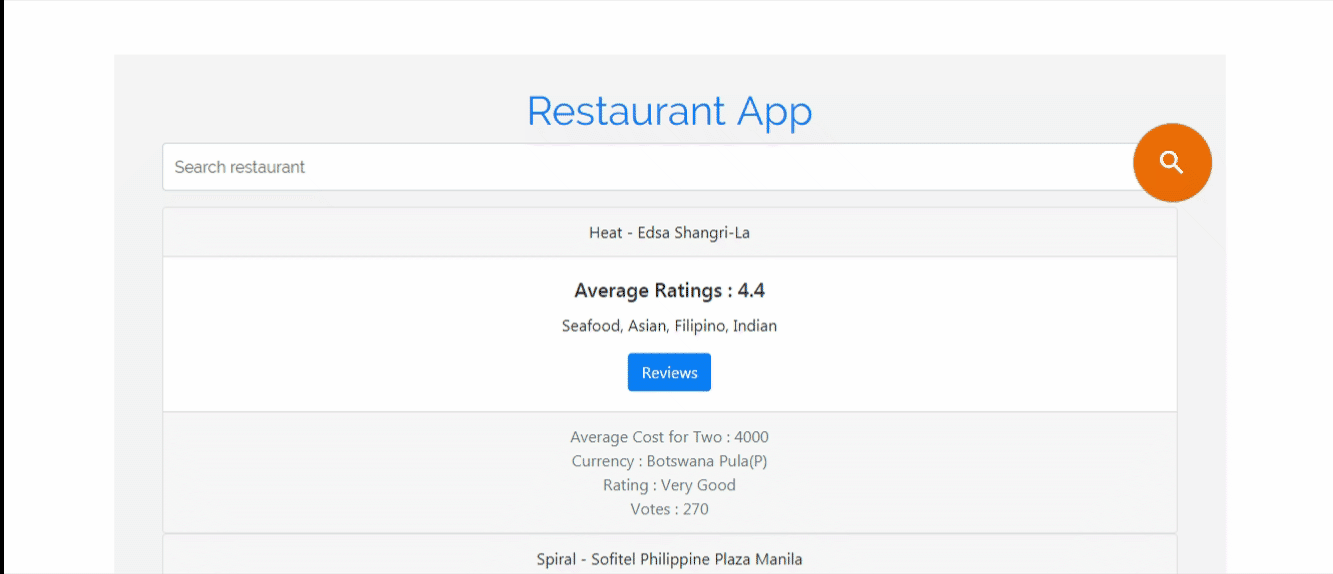 Restaurant App
Search restaurant
Heat - Edsa Shangri-La
Average Ratings : 4.4
Seafood, Asian, Filipino, Indian
Reviews
Average Cost for Two : 4000
Currency : Botswana Pula(P)
Rating : Very Good
Votes : 270
Spiral - Sofitel Philippine Plaza Manila